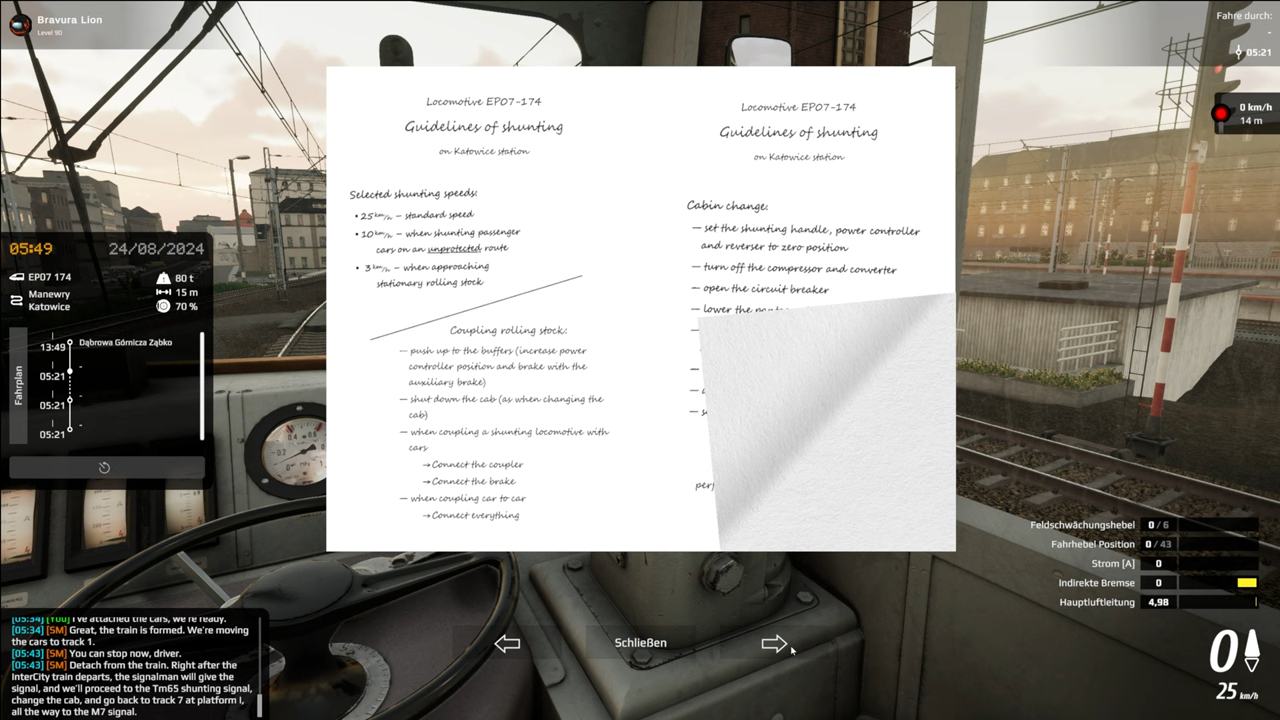 Bravura Lion
Level 90
Fahre durch:
-
05:21
0 km/h
14 m
Locomotive EP07-174
Guidelines of shunting
on Katowice station
Selected shunting speeds:
• 25 km/h – standard speed
• 10 km/h – when shunting passenger
cars on an unprotected route
• 3 km/h – when approaching
stationary rolling stock
Coupling rolling stock:
— push up to the buffers (increase power
controller position and brake with the
auxiliary brake)
— shut down the cab (as when changing the
cab)
— when coupling a shunting locomotive with
cars
→ Connect the coupler
→ Connect the brake
— when coupling car to car
→ Connect everything
Locomotive EP07-174
Guidelines of shunting
on Katowice station
Cabin change:
— set the shunting handle, power controller
and reverser to zero position
— turn off the compressor and converter
— open the circuit breaker
— lower the
05:49 24/08/2024
EP07 174
80 t
Manewry
Katowice
15 m
70 %
Fahrplan
13:49 Dąbrowa Górnicza Ząbko
05:21 -
05:21 -
05:21 -
[05:34] [You] I've attached the cars, we're ready.
[05:34] [SM] Great, the train is formed. We're moving
the cars to track 1.
[05:43] [SM] You can stop now, driver.
[05:43] [SM] Detach from the train. Right after the
InterCity train departs, the signalman will give the
signal, and we'll proceed to the Tm65 shunting signal,
change the cab, and go back to track 7 at platform I,
all the way to the M7 signal.
Schließen
Feldschwächungshebel 0 / 6
Fahrhebel Position 0 / 43
Strom [A] 0
Indirekte Bremse 0
Hauptluftleitung 4,98
0
25 km/h